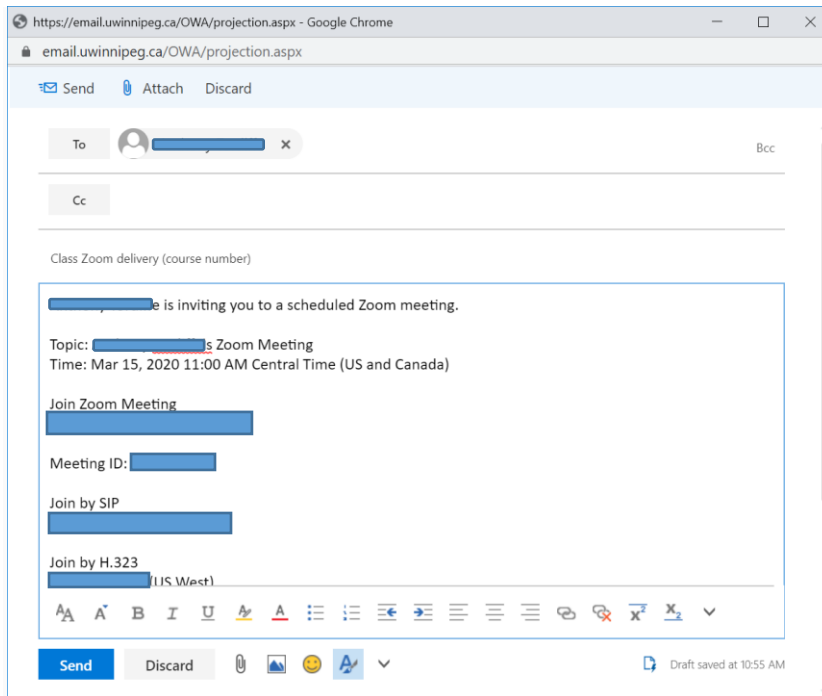 https://email.uwinnipeg.ca/OWA/projection.aspx - Google Chrome
email.uwinnipeg.ca/OWA/projection.aspx
Send Attach Discard
To
Bcc
Cc
Class Zoom delivery (course number)
is inviting you to a scheduled Zoom meeting.
Topic: Zoom Meeting
Time: Mar 15, 2020 11:00 AM Central Time (US and Canada)
Join Zoom Meeting
Meeting ID:
Join by SIP
Join by H.323
(US West)
AA A B I U A A x² x₂
Send Discard A Draft saved at 10:55 AM